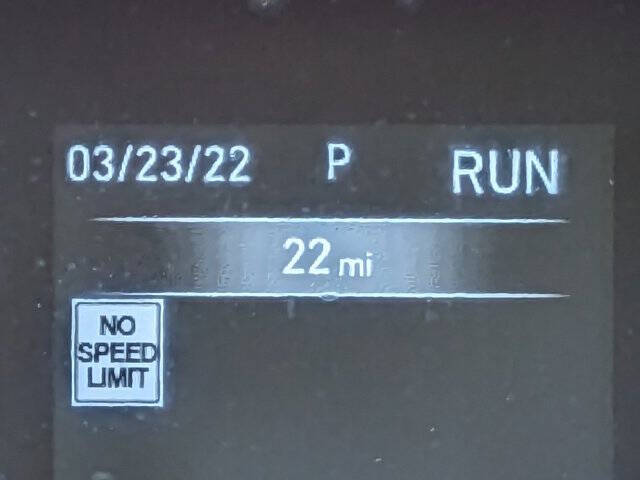 03/23/22 P RUN
22 mi
NO
SPEED
LIMIT